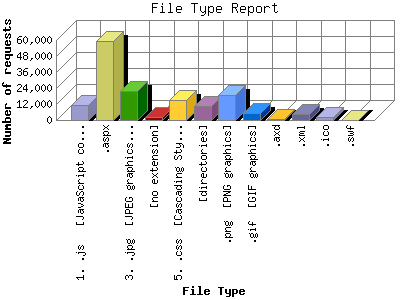 File Type Report
Number of requests
60,000
48,000
36,000
24,000
12,000
0
1. .js [JavaScript co...
.aspx
3. .jpg [JPEG graphics...
[no extension]
5. .css [Cascading Sty...
[directories]
.png [PNG graphics]
.gif [GIF graphics]
.axd
.xml
.ico
.swf
File Type